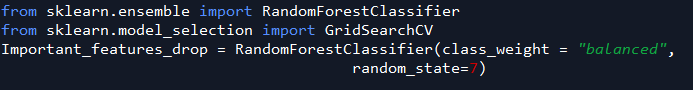 from sklearn.ensemble import RandomForestClassifier
from sklearn.model_selection import GridSearchCV
Important_features_drop = RandomForestClassifier(class_weight = "balanced",
                                        random_state=7)